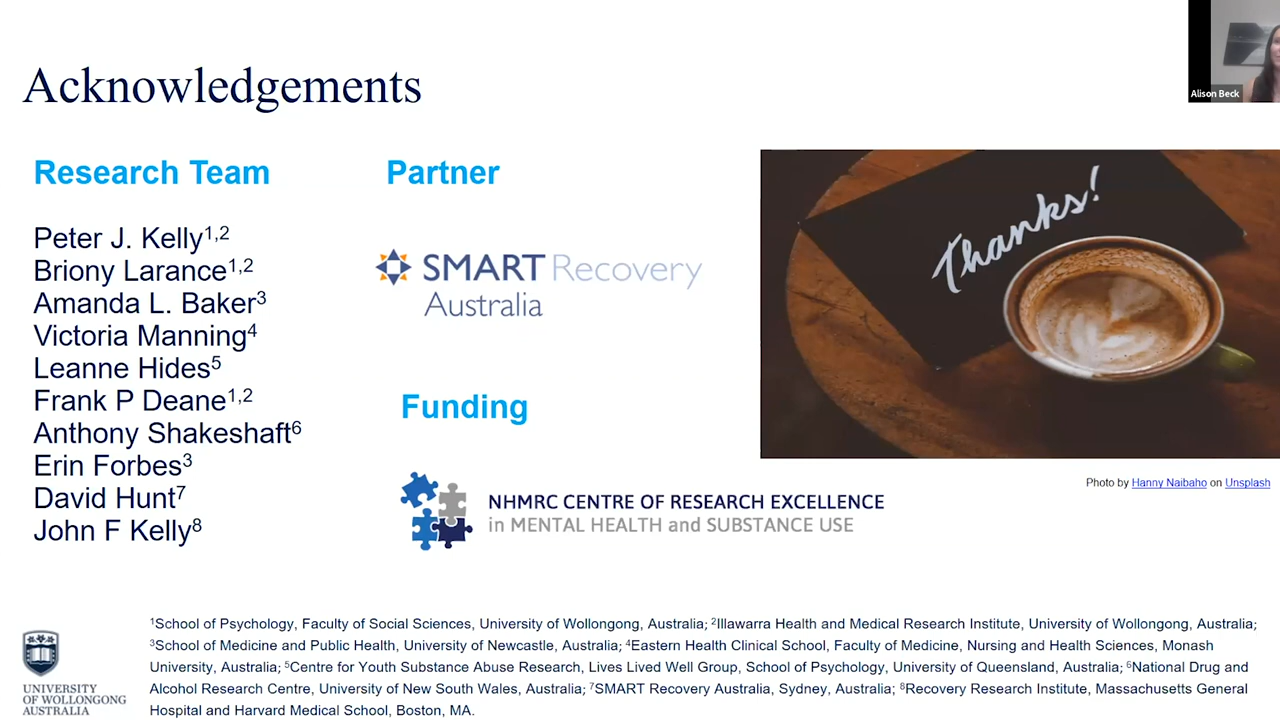 Acknowledgements
Alison Beck
Research Team
Peter J. Kelly1,2
Briony Larance1,2
Amanda L. Baker3
Victoria Manning4
Leanne Hides5
Frank P Deane1,2
Anthony Shakeshaft6
Erin Forbes3
David Hunt7
John F Kelly8
Partner
SMART Recovery
Australia
Funding
NHMRC CENTRE OF RESEARCH EXCELLENCE
in MENTAL HEALTH and SUBSTANCE USE
Thanks!
Photo by Hanny Naibaho on Unsplash
UNIVERSITY
OF WOLLONGONG
AUSTRALIA
1School of Psychology, Faculty of Social Sciences, University of Wollongong, Australia; 2Illawarra Health and Medical Research Institute, University of Wollongong, Australia;
3School of Medicine and Public Health, University of Newcastle, Australia; 4Eastern Health Clinical School, Faculty of Medicine, Nursing and Health Sciences, Monash
University, Australia; 5Centre for Youth Substance Abuse Research, Lives Lived Well Group, School of Psychology, University of Queensland, Australia; 6National Drug and
Alcohol Research Centre, University of New South Wales, Australia; 7SMART Recovery Australia, Sydney, Australia; 8Recovery Research Institute, Massachusetts General
Hospital and Harvard Medical School, Boston, MA.